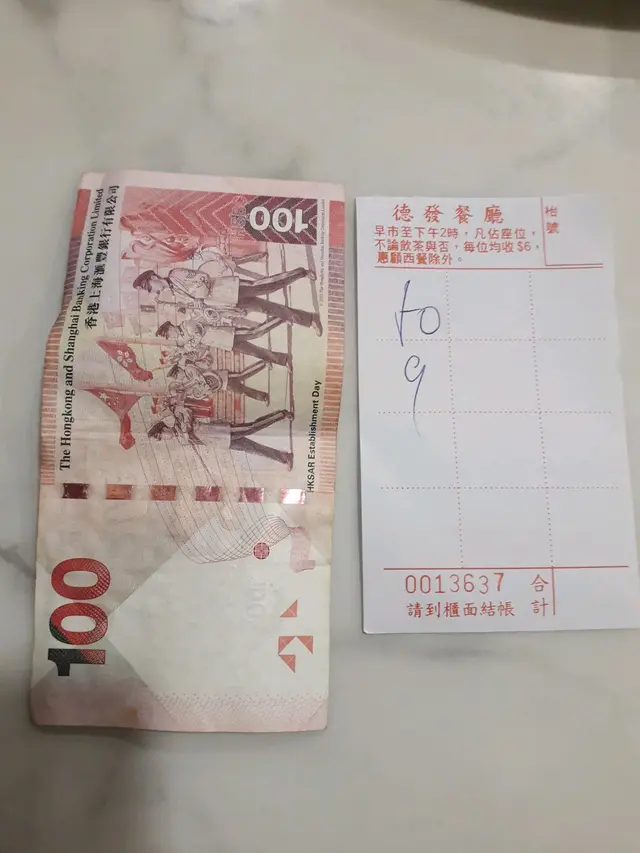 The Hongkong and Shanghai Banking Corporation Limited
香港上海滙豐銀行有限公司
100
HKSAR Establishment Day
100
德發餐廳
枱號
早市至下午2時，凡佔座位，
不論飲茶與否，每位均收$6，
惠顧西餐除外。
9
0013637
合計
請到櫃面結帳